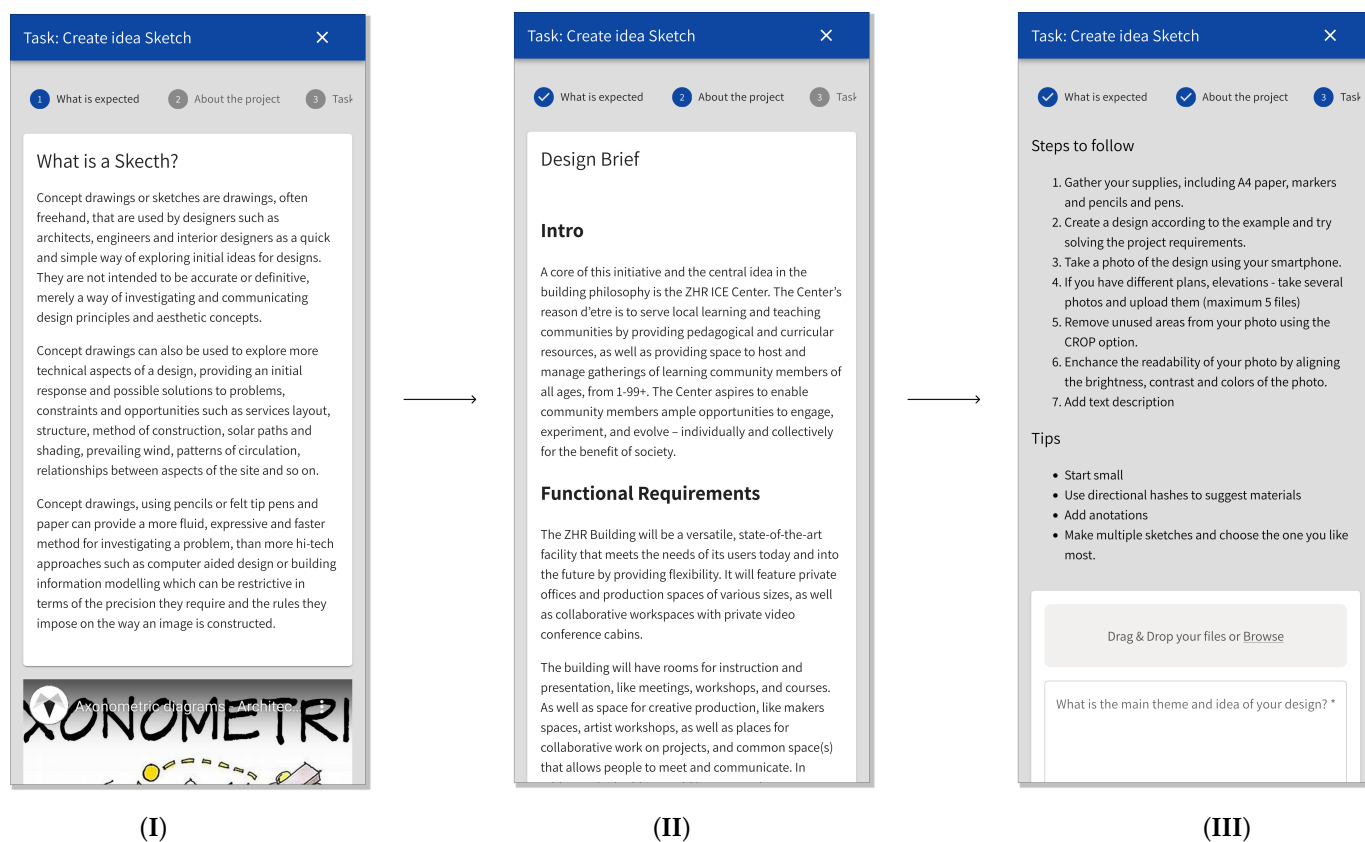 Task: Create idea Sketch
1 What is expected 2 About the project 3 Task
What is a Skecth?
Concept drawings or sketches are drawings, often
freehand, that are used by designers such as
architects, engineers and interior designers as a quick
and simple way of exploring initial ideas for designs.
They are not intended to be accurate or definitive,
merely a way of investigating and communicating
design principles and aesthetic concepts.
Concept drawings can also be used to explore more
technical aspects of a design, providing an initial
response and possible solutions to problems,
constraints and opportunities such as services layout,
structure, method of construction, solar paths and
shading, prevailing wind, patterns of circulation,
relationships between aspects of the site and so on.
Concept drawings, using pencils or felt tip pens and
paper can provide a more fluid, expressive and faster
method for investigating a problem, than more hi-tech
approaches such as computer aided design or building
information modelling which can be restrictive in
terms of the precision they require and the rules they
impose on the way an image is constructed.
Axonometric diagrams - Architec...
XONOMETRI
(I)
Task: Create idea Sketch
What is expected 2 About the project 3 Task
Design Brief
Intro
A core of this initiative and the central idea in the
building philosophy is the ZHR ICE Center. The Center's
reason d'etre is to serve local learning and teaching
communities by providing pedagogical and curricular
resources, as well as providing space to host and
manage gatherings of learning community members of
all ages, from 1-99+. The Center aspires to enable
community members ample opportunities to engage,
experiment, and evolve – individually and collectively
for the benefit of society.
Functional Requirements
The ZHR Building will be a versatile, state-of-the-art
facility that meets the needs of its users today and into
the future by providing flexibility. It will feature private
offices and production spaces of various sizes, as well
as collaborative workspaces with private video
conference cabins.
The building will have rooms for instruction and
presentation, like meetings, workshops, and courses.
As well as space for creative production, like makers
spaces, artist workshops, as well as places for
collaborative work on projects, and common space(s)
that allows people to meet and communicate. In
(II)
Task: Create idea Sketch
What is expected About the project 3 Task
Steps to follow
1. Gather your supplies, including A4 paper, markers
and pencils and pens.
2. Create a design according to the example and try
solving the project requirements.
3. Take a photo of the design using your smartphone.
4. If you have different plans, elevations - take several
photos and upload them (maximum 5 files)
5. Remove unused areas from your photo using the
CROP option.
6. Enchance the readability of your photo by aligning
the brightness, contrast and colors of the photo.
7. Add text description
Tips
• Start small
• Use directional hashes to suggest materials
• Add anotations
• Make multiple sketches and choose the one you like
most.
Drag & Drop your files or Browse
What is the main theme and idea of your design? *
(III)